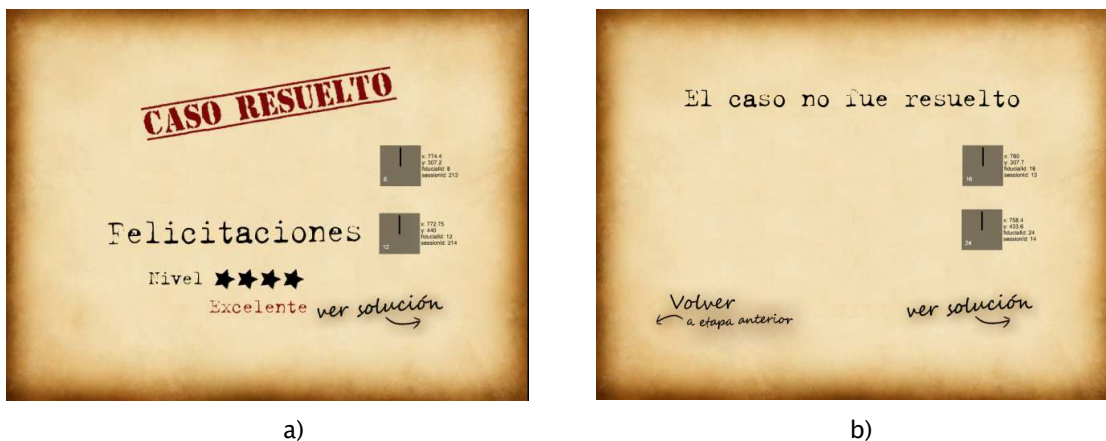 CASO RESUELTO
x: 774.4
y: 307.2
fiducialId: 8
sessionId: 213
8
Felicitaciones
x: 772.75
y: 440
fiducialId: 12
sessionId: 214
12
Nivel
Excelente
ver solución
a)
El caso no fue resuelto
x: 760
y: 307.7
fiducialId: 16
sessionId: 13
16
x: 758.4
y: 433.6
fiducialId: 24
sessionId: 14
24
Volver
a etapa anterior
ver solución
b)